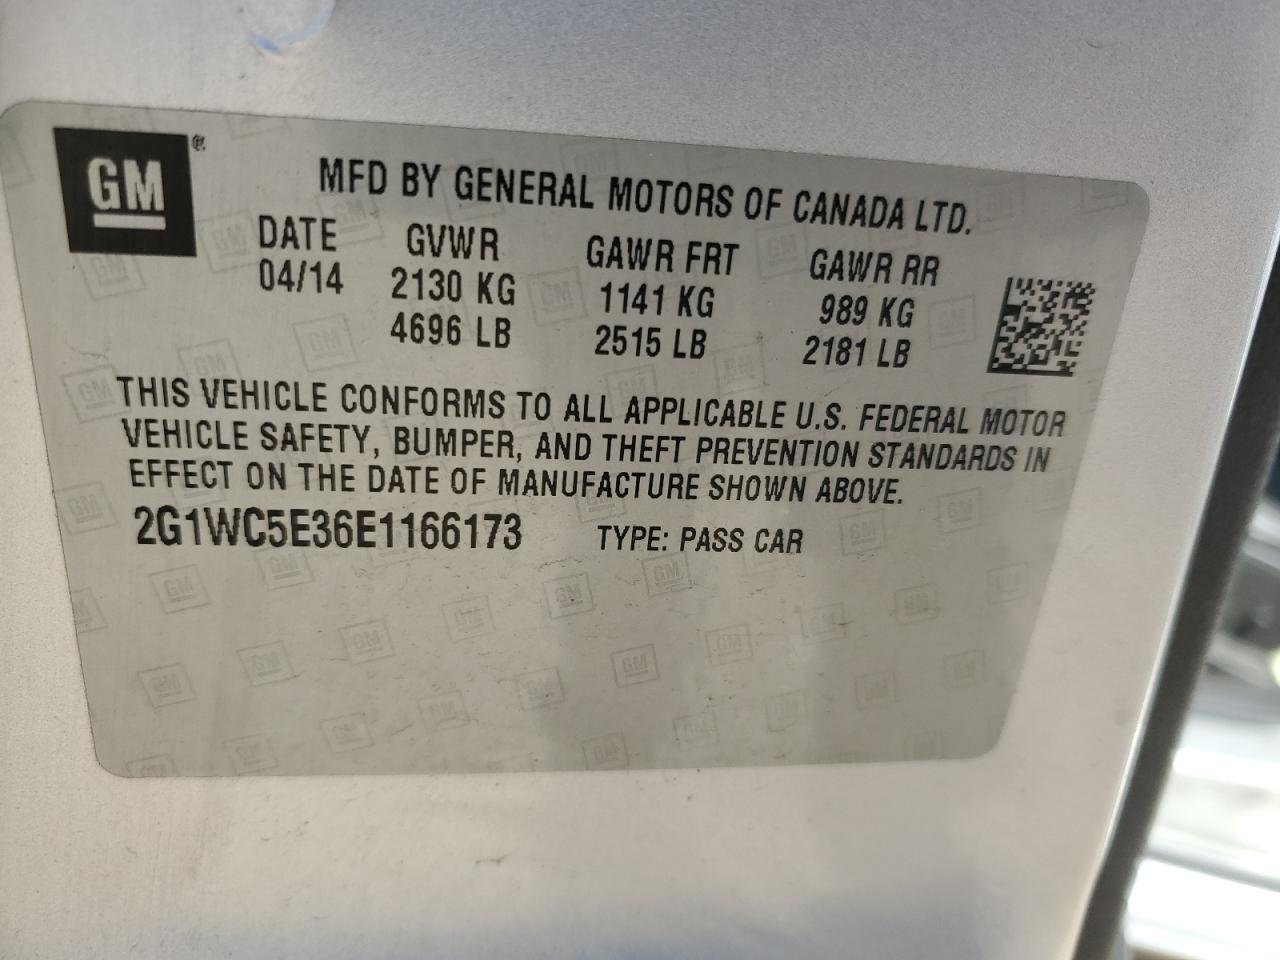 GM®
MFD BY GENERAL MOTORS OF CANADA LTD.
DATE GVWR GAWR FRT GAWR RR
04/14 2130 KG 1141 KG 989 KG
4696 LB 2515 LB 2181 LB
THIS VEHICLE CONFORMS TO ALL APPLICABLE U.S. FEDERAL MOTOR
VEHICLE SAFETY, BUMPER, AND THEFT PREVENTION STANDARDS IN
EFFECT ON THE DATE OF MANUFACTURE SHOWN ABOVE.
2G1WC5E36E1166173 TYPE: PASS CAR